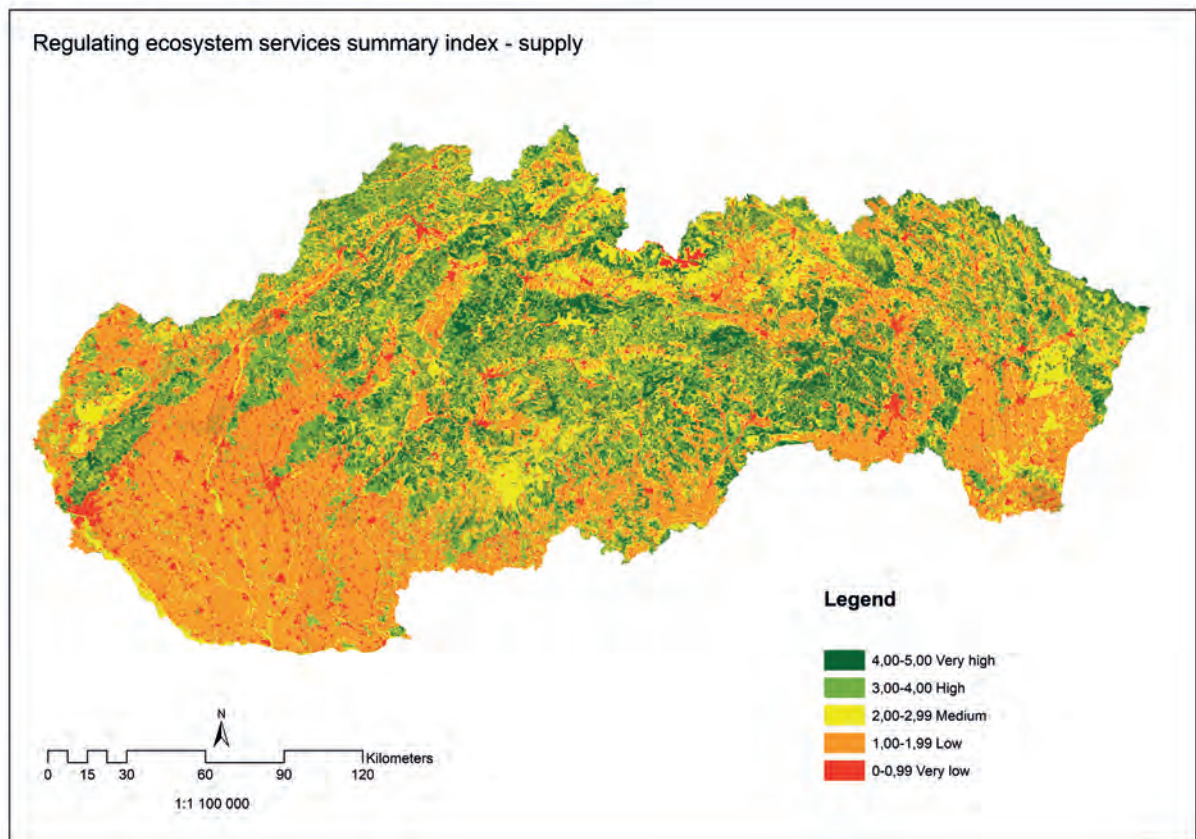 Regulating ecosystem services summary index - supply
Legend
4,00-5,00 Very high
3,00-4,00 High
2,00-2,99 Medium
1,00-1,99 Low
0-0,99 Very low
N
Kilometers
0 15 30 60 90 120
1:1 100 000